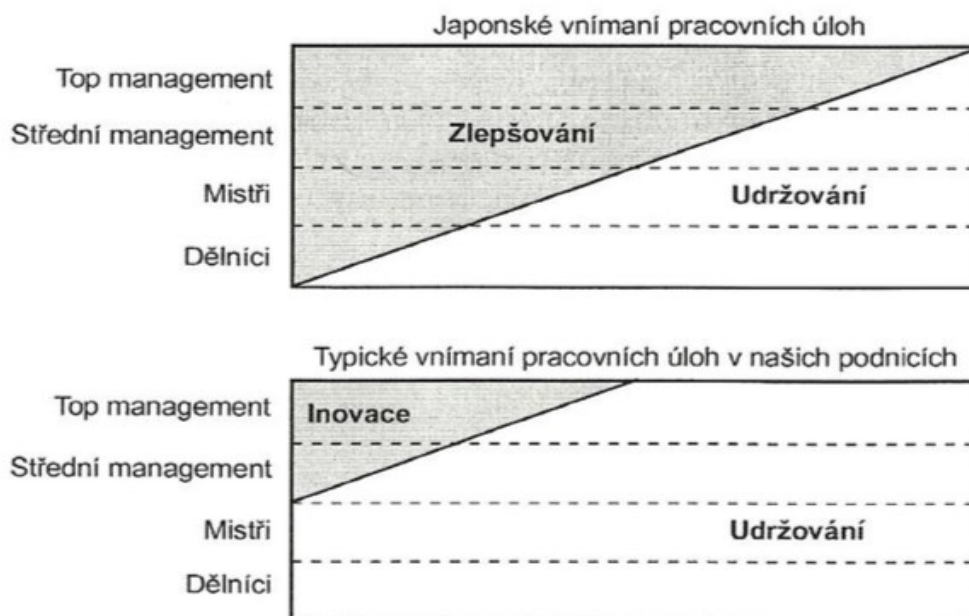 Japonské vnímaní pracovních úloh
Top management
Střední management
Zlepšování
Mistři
Udržování
Dělníci
Typické vnímaní pracovních úloh v našich podnicích
Top management
Inovace
Střední management
Mistři
Udržování
Dělníci